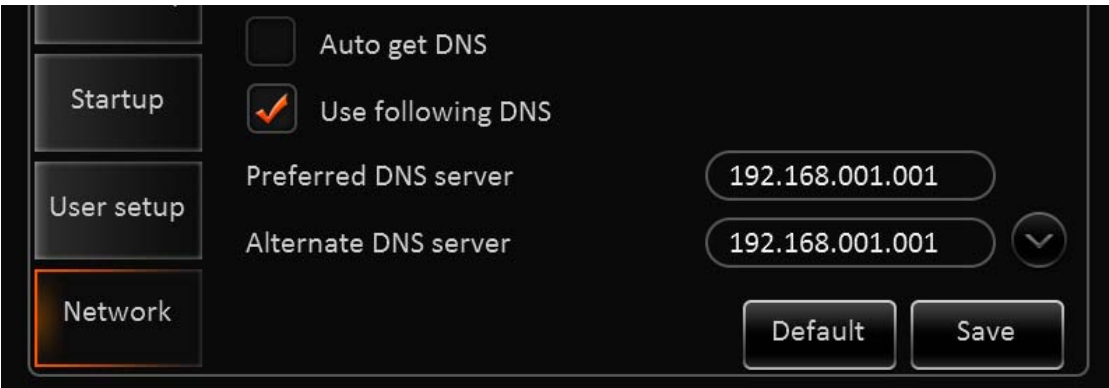 Auto get DNS
Startup
Use following DNS
Preferred DNS server 192.168.001.001
User setup
Alternate DNS server 192.168.001.001
Network
Default Save